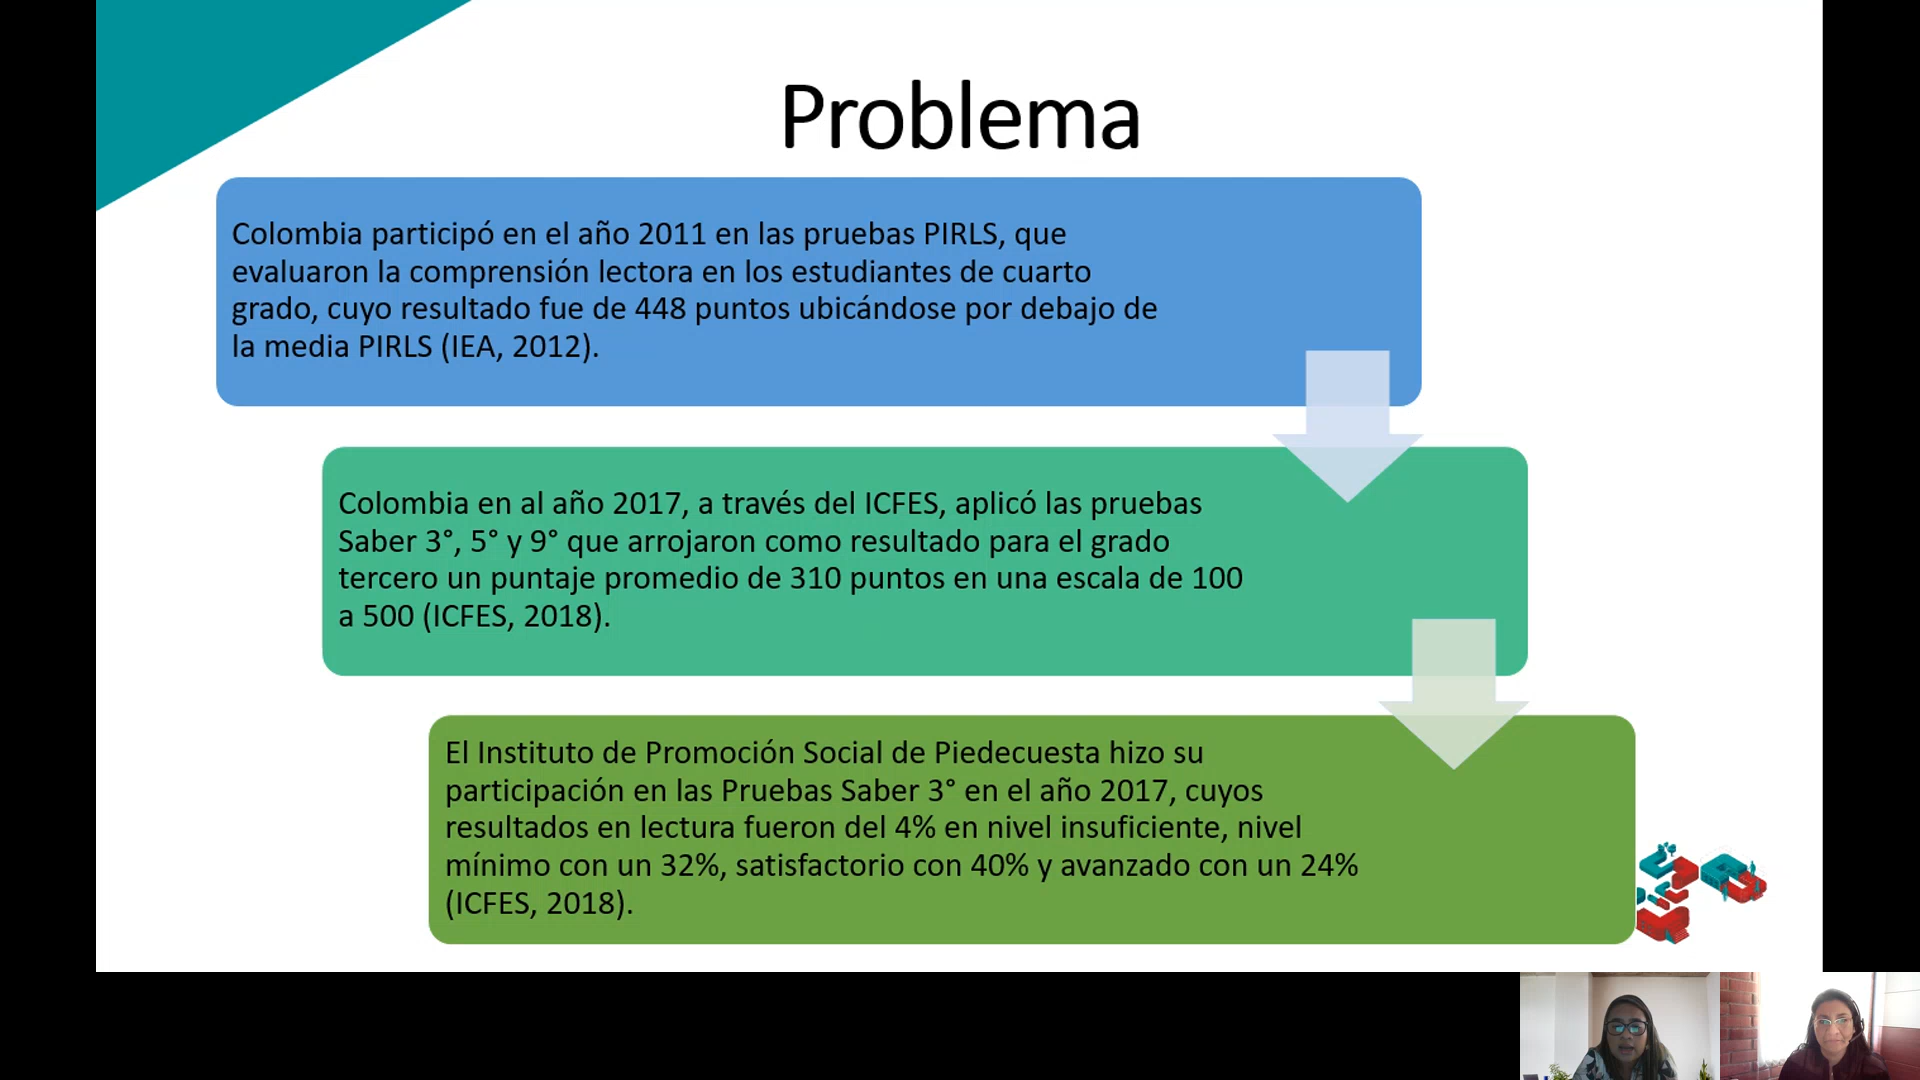 Problema
Colombia participó en el año 2011 en las pruebas PIRLS, que
evaluaron la comprensión lectora en los estudiantes de cuarto
grado, cuyo resultado fue de 448 puntos ubicándose por debajo de
la media PIRLS (IEA, 2012).
Colombia en al año 2017, a través del ICFES, aplicó las pruebas
Saber 3°, 5° y 9° que arrojaron como resultado para el grado
tercero un puntaje promedio de 310 puntos en una escala de 100
a 500 (ICFES, 2018).
El Instituto de Promoción Social de Piedecuesta hizo su
participación en las Pruebas Saber 3° en el año 2017, cuyos
resultados en lectura fueron del 4% en nivel insuficiente, nivel
mínimo con un 32%, satisfactorio con 40% y avanzado con un 24%
(ICFES, 2018).